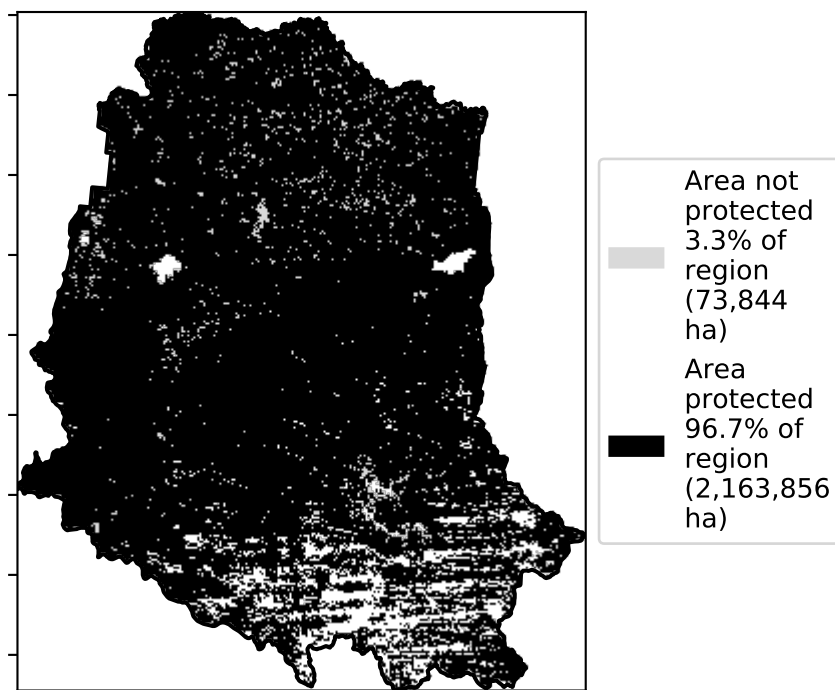 Area not
protected
3.3% of
region
(73,844
ha)
Area
protected
96.7% of
region
(2,163,856
ha)